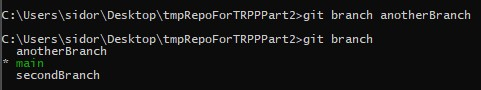 C:\Users\sidor\Desktop\tmpRepoForTRPPPart2>git branch anotherBranch
C:\Users\sidor\Desktop\tmpRepoForTRPPPart2>git branch
  anotherBranch
* main
  secondBranch